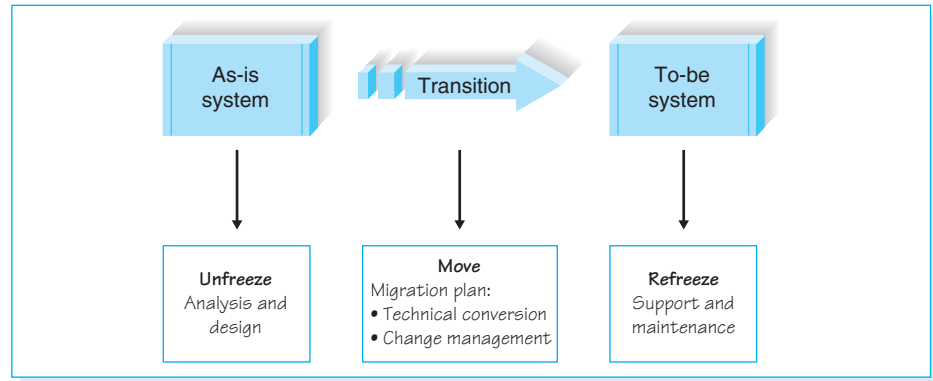 As-is
system
Transition
To-be
system
Unfreeze
Analysis and
design
Move
Migration plan:
• Technical conversion
• Change management
Refreeze
Support and
maintenance